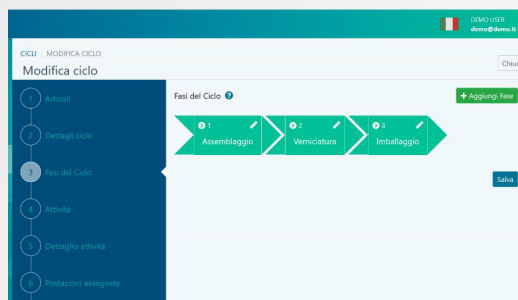 DEMO USER
demo@demo.it
CICLI MODIFICA CICLO
Modifica ciclo
1 Articoli
2 Dettagli ciclo
3 Fasi del Ciclo
4 Attività
5 Dettaglio attività
6 Postazioni assegnate
Fasi del Ciclo ?
+ Aggiungi Fase
1
Assemblaggio
2
Verniciatura
3
Imballaggio
Salva